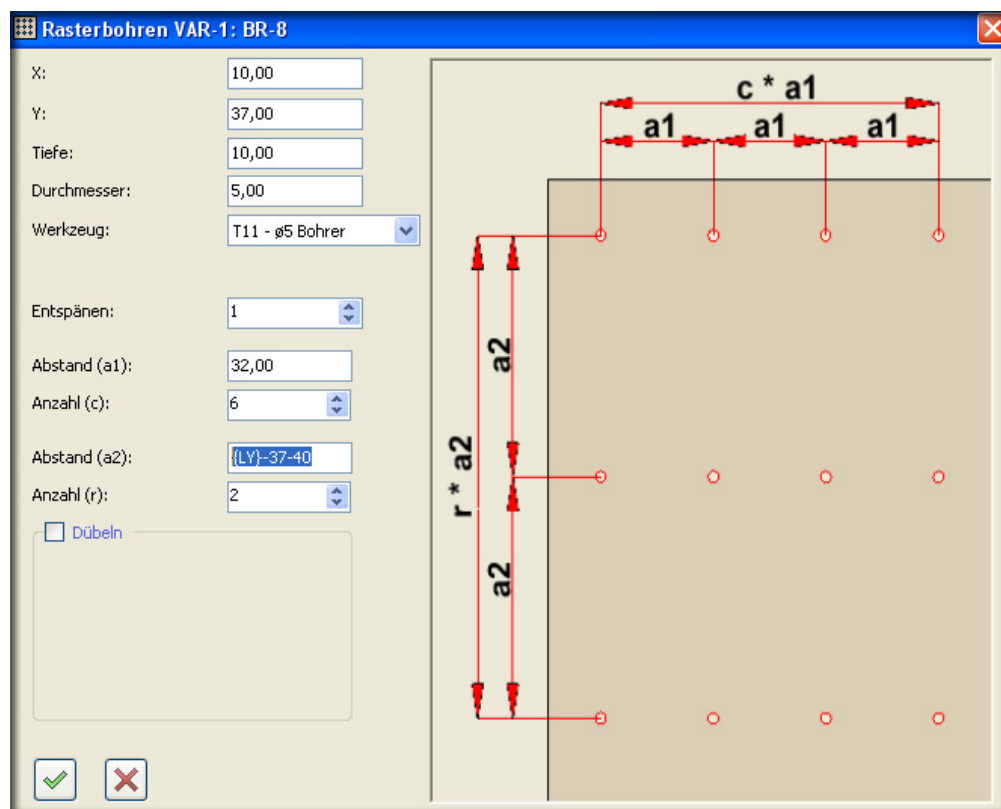 Rasterbohren VAR-1: BR-8
X: 10,00
Y: 37,00
Tiefe: 10,00
Durchmesser: 5,00
Werkzeug: T11 - ø5 Bohrer
Entspänen: 1
Abstand (a1): 32,00
Anzahl (c): 6
Abstand (a2): {LY}-37-40
Anzahl (r): 2
Dübeln
c * a1
a1 a1 a1
a2
r * a2
a2